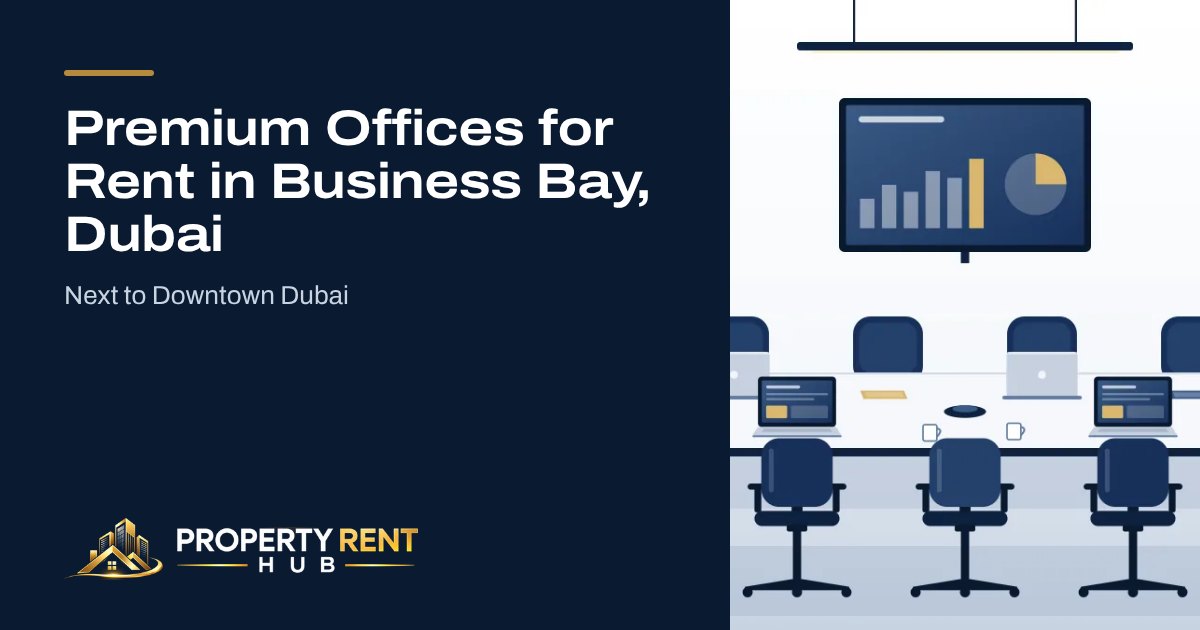 Premium Offices for
Rent in Business Bay,
Dubai
Next to Downtown Dubai
PROPERTY RENT
HUB